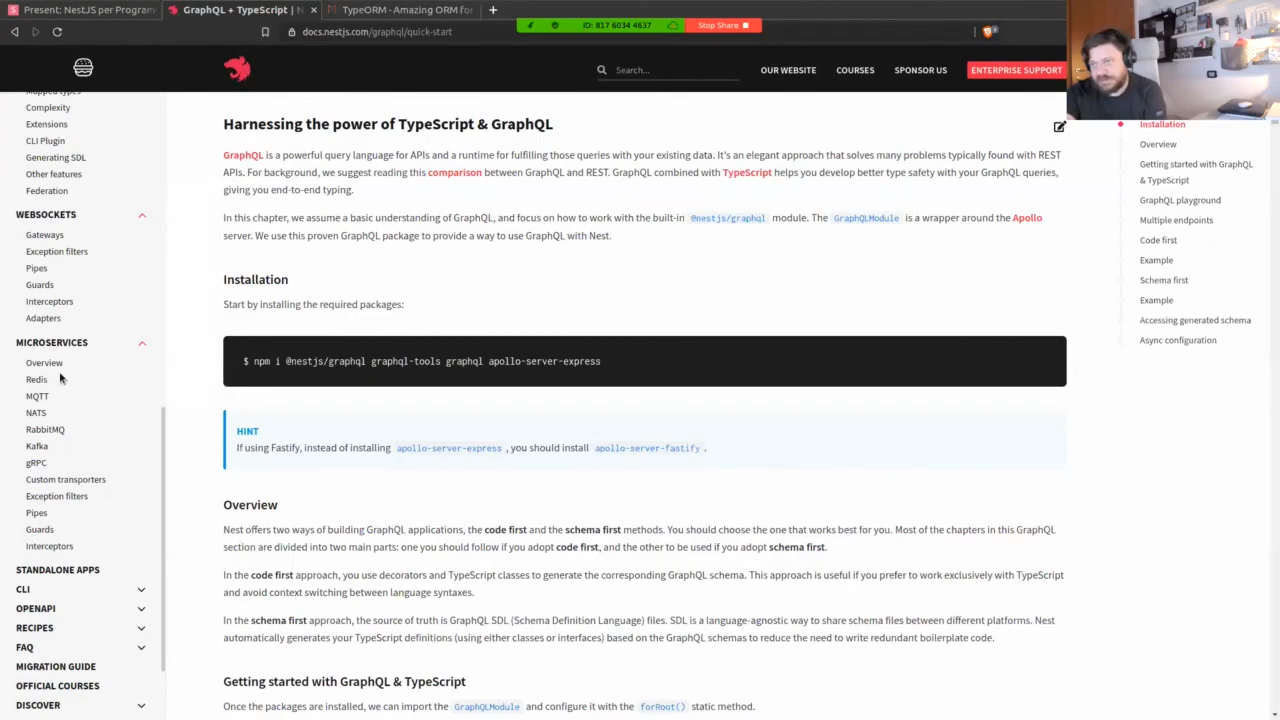 Present: NestJS per Program
GraphQL + TypeScript | N
TypeORM - Amazing ORM for
docs.nestjs.com/graphql/quick-start
ID: 817 6034 4637
Stop Share
Search...
OUR WEBSITE
COURSES
SPONSOR US
ENTERPRISE SUPPORT
Mapped types
Complexity
Extensions
CLI Plugin
Generating SDL
Other features
Federation
WEBSOCKETS
Gateways
Exception filters
Pipes
Guards
Interceptors
Adapters
MICROSERVICES
Overview
Redis
MQTT
NATS
RabbitMQ
Kafka
gRPC
Custom transporters
Exception filters
Pipes
Guards
Interceptors
STANDALONE APPS
CLI
OPENAPI
RECIPES
FAQ
MIGRATION GUIDE
OFFICIAL COURSES
DISCOVER
Harnessing the power of TypeScript & GraphQL
GraphQL is a powerful query language for APIs and a runtime for fulfilling those queries with your existing data. It's an elegant approach that solves many problems typically found with REST
APIs. For background, we suggest reading this comparison between GraphQL and REST. GraphQL combined with TypeScript helps you develop better type safety with your GraphQL queries,
giving you end-to-end typing.
In this chapter, we assume a basic understanding of GraphQL, and focus on how to work with the built-in @nestjs/graphql module. The GraphQLModule is a wrapper around the Apollo
server. We use this proven GraphQL package to provide a way to use GraphQL with Nest.
Installation
Start by installing the required packages:
$ npm i @nestjs/graphql graphql-tools graphql apollo-server-express
HINT
If using Fastify, instead of installing apollo-server-express , you should install apollo-server-fastify .
Overview
Nest offers two ways of building GraphQL applications, the code first and the schema first methods. You should choose the one that works best for you. Most of the chapters in this GraphQL
section are divided into two main parts: one you should follow if you adopt code first, and the other to be used if you adopt schema first.
In the code first approach, you use decorators and TypeScript classes to generate the corresponding GraphQL schema. This approach is useful if you prefer to work exclusively with TypeScript
and avoid context switching between language syntaxes.
In the schema first approach, the source of truth is GraphQL SDL (Schema Definition Language) files. SDL is a language-agnostic way to share schema files between different platforms. Nest
automatically generates your TypeScript definitions (using either classes or interfaces) based on the GraphQL schemas to reduce the need to write redundant boilerplate code.
Getting started with GraphQL & TypeScript
Once the packages are installed, we can import the GraphQLModule and configure it with the forRoot() static method.
Installation
Overview
Getting started with GraphQL
& TypeScript
GraphQL playground
Multiple endpoints
Code first
Example
Schema first
Example
Accessing generated schema
Async configuration